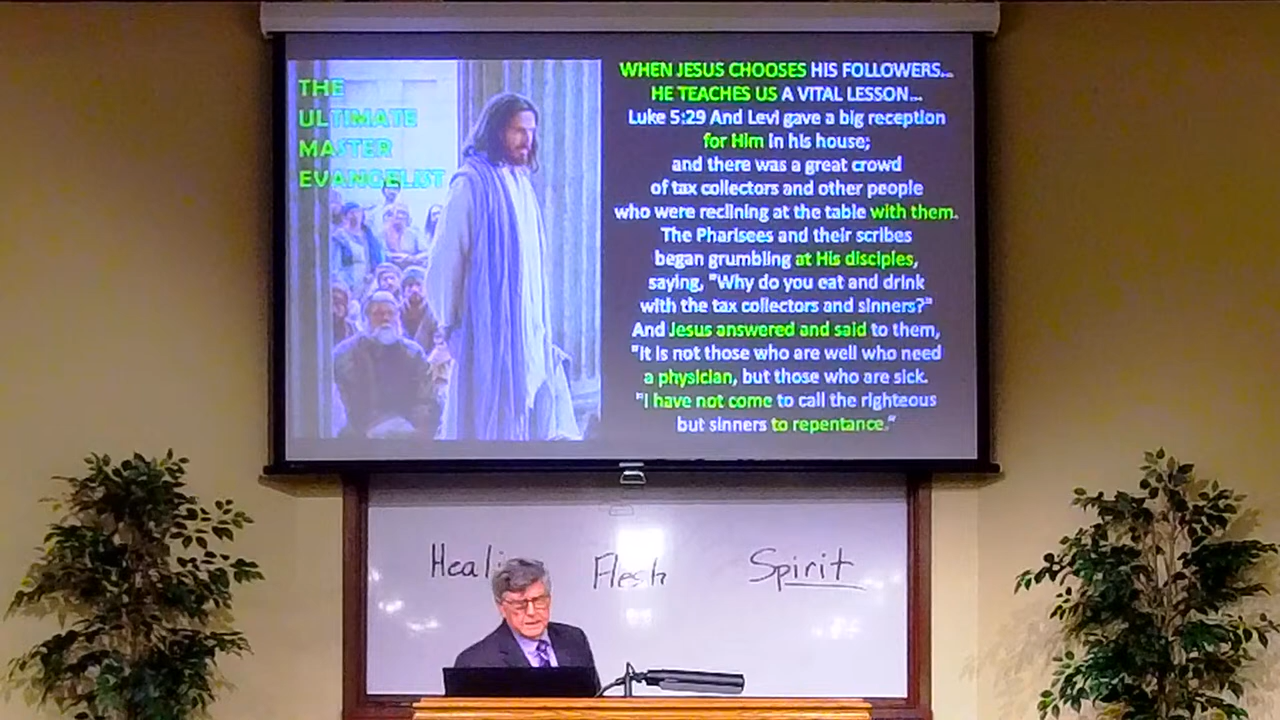 THE
ULTIMATE
MASTER
EVANGELIST
WHEN JESUS CHOOSES HIS FOLLOWERS...
HE TEACHES US A VITAL LESSON...
Luke 5:29 And Levi gave a big reception
for Him in his house;
and there was a great crowd
of tax collectors and other people
who were reclining at the table with them.
The Pharisees and their scribes
began grumbling at His disciples,
saying, "Why do you eat and drink
with the tax collectors and sinners?"
And Jesus answered and said to them,
"It is not those who are well who need
a physician, but those who are sick.
"I have not come to call the righteous
but sinners to repentance."
Flesh Spirit